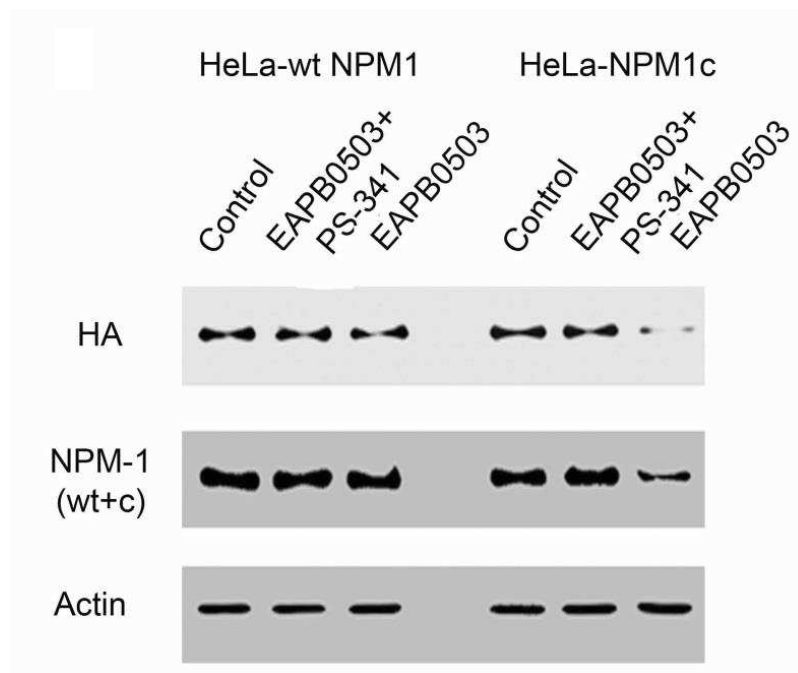 HeLa-wt NPM1 HeLa-NPM1c
Control
EAPB0503+
PS-341
EAPB0503
Control
EAPB0503+
PS-341
EAPB0503
HA
NPM-1
(wt+c)
Actin